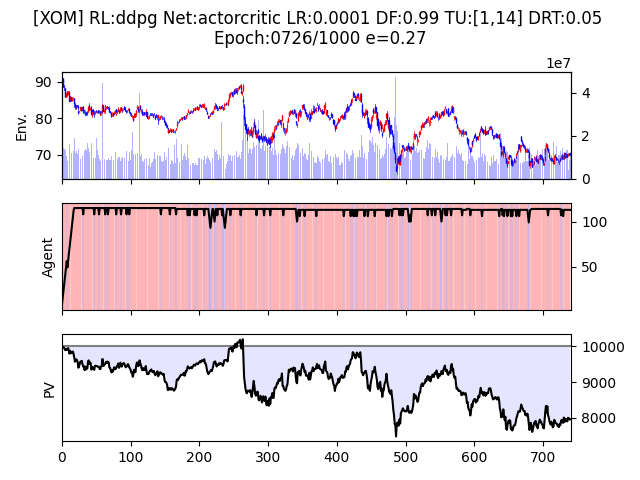 [XOM] RL:ddpg Net:actorcritic LR:0.0001 DF:0.99 TU:[1,14] DRT:0.05
Epoch:0726/1000 e=0.27
1e7
90
80
70
Env.
4
2
0
Agent
100
50
PV
10000
9000
8000
0 100 200 300 400 500 600 700